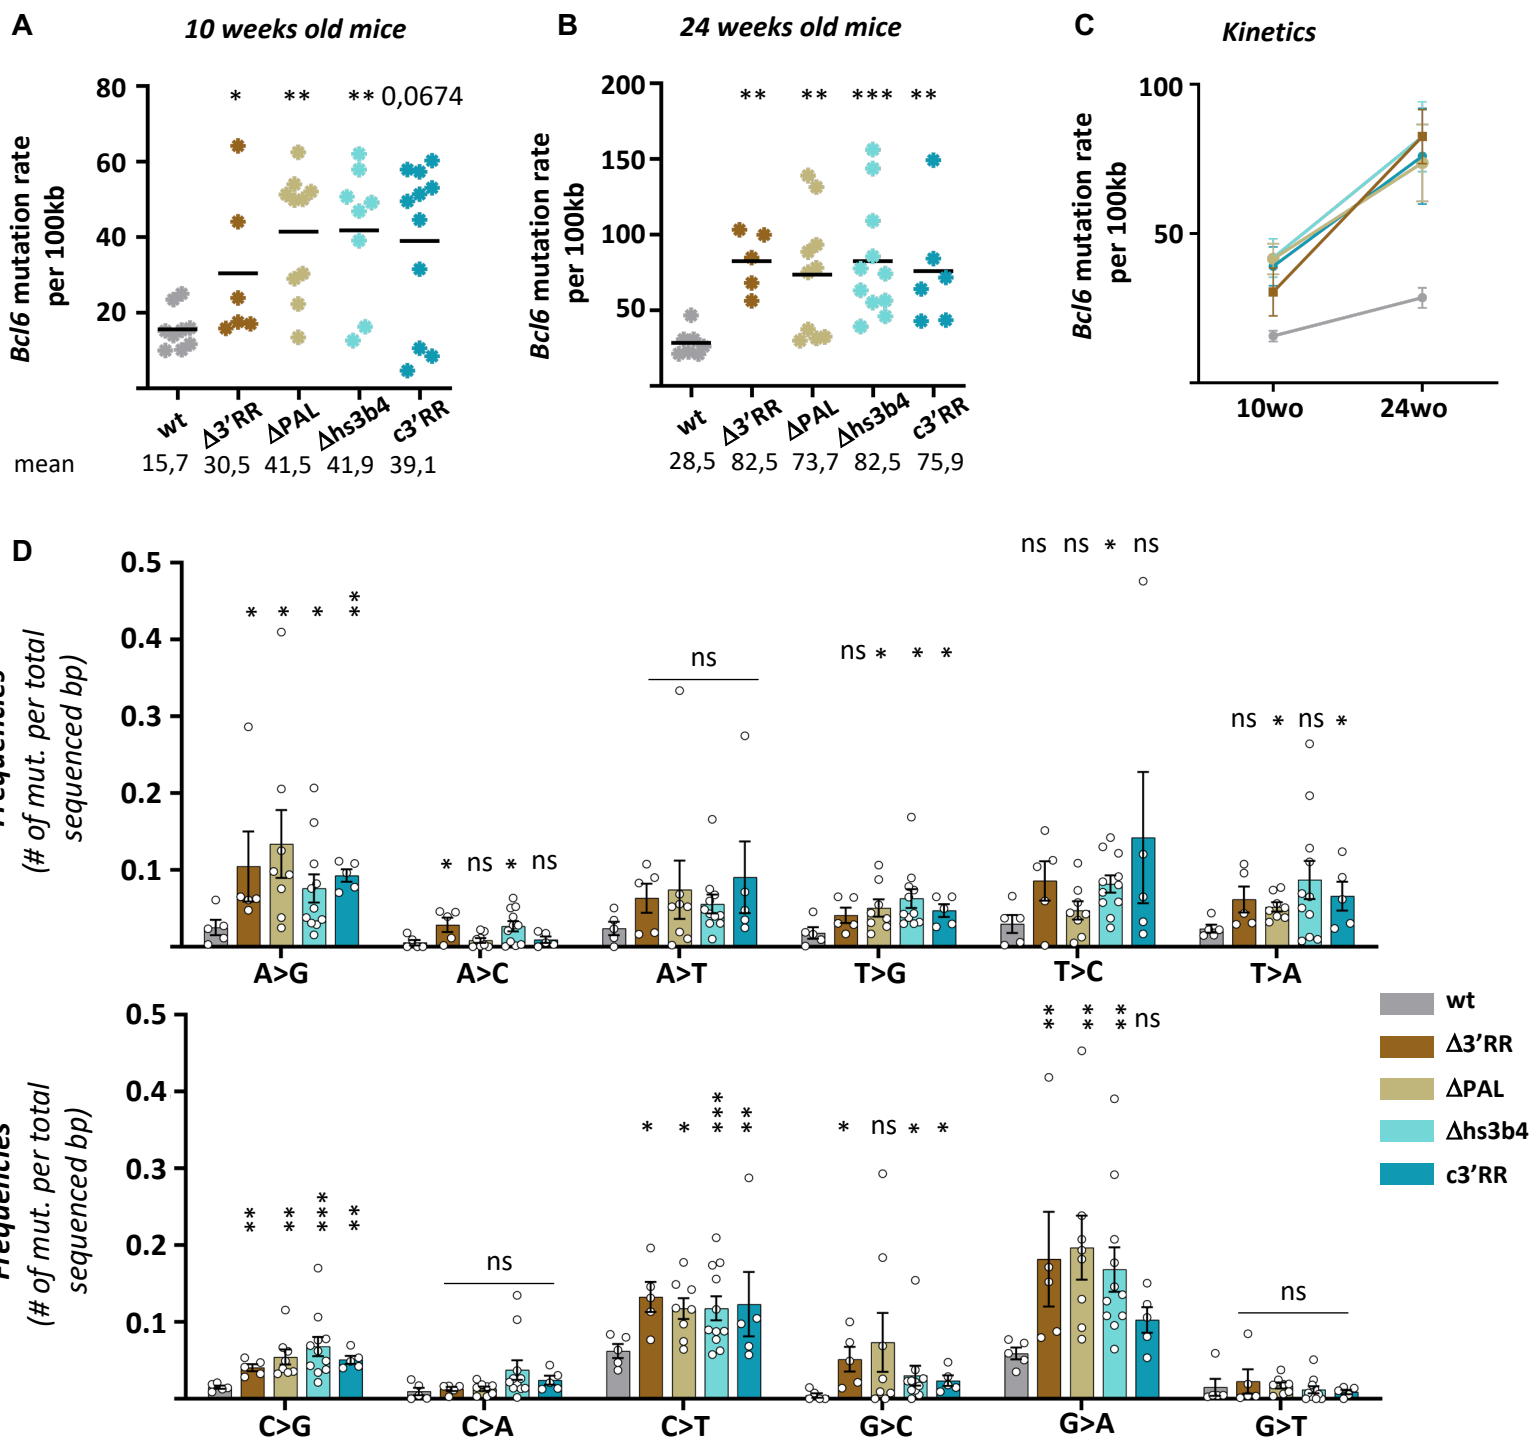 A
10 weeks old mice
Bcl6 mutation rate
per 100kb
80
60
40
20
* ** ** 0,0674
wt Δ3'RR ΔPAL Δhs3b4 c3'RR
mean 15,7 30,5 41,5 41,9 39,1
B
24 weeks old mice
Bcl6 mutation rate
per 100kb
200
150
100
50
** ** *** **
wt Δ3'RR ΔPAL Δhs3b4 c3'RR
28,5 82,5 73,7 82,5 75,9
C
Kinetics
Bcl6 mutation rate
per 100kb
100
50
10wo 24wo
D
Frequencies
(# of mut. per total
sequenced bp)
0.5
0.4
0.3
0.2
0.1
* * * **
* ns * ns
ns
ns * * *
ns ns * ns
ns * ns *
A>G A>C A>T T>G T>C T>A
Frequencies
(# of mut. per total
sequenced bp)
0.5
0.4
0.3
0.2
0.1
** ** *** **
ns
* * *** **
* ns * *
** ** ** ns
ns
C>G C>A C>T G>C G>A G>T
wt
Δ3'RR
ΔPAL
Δhs3b4
c3'RR